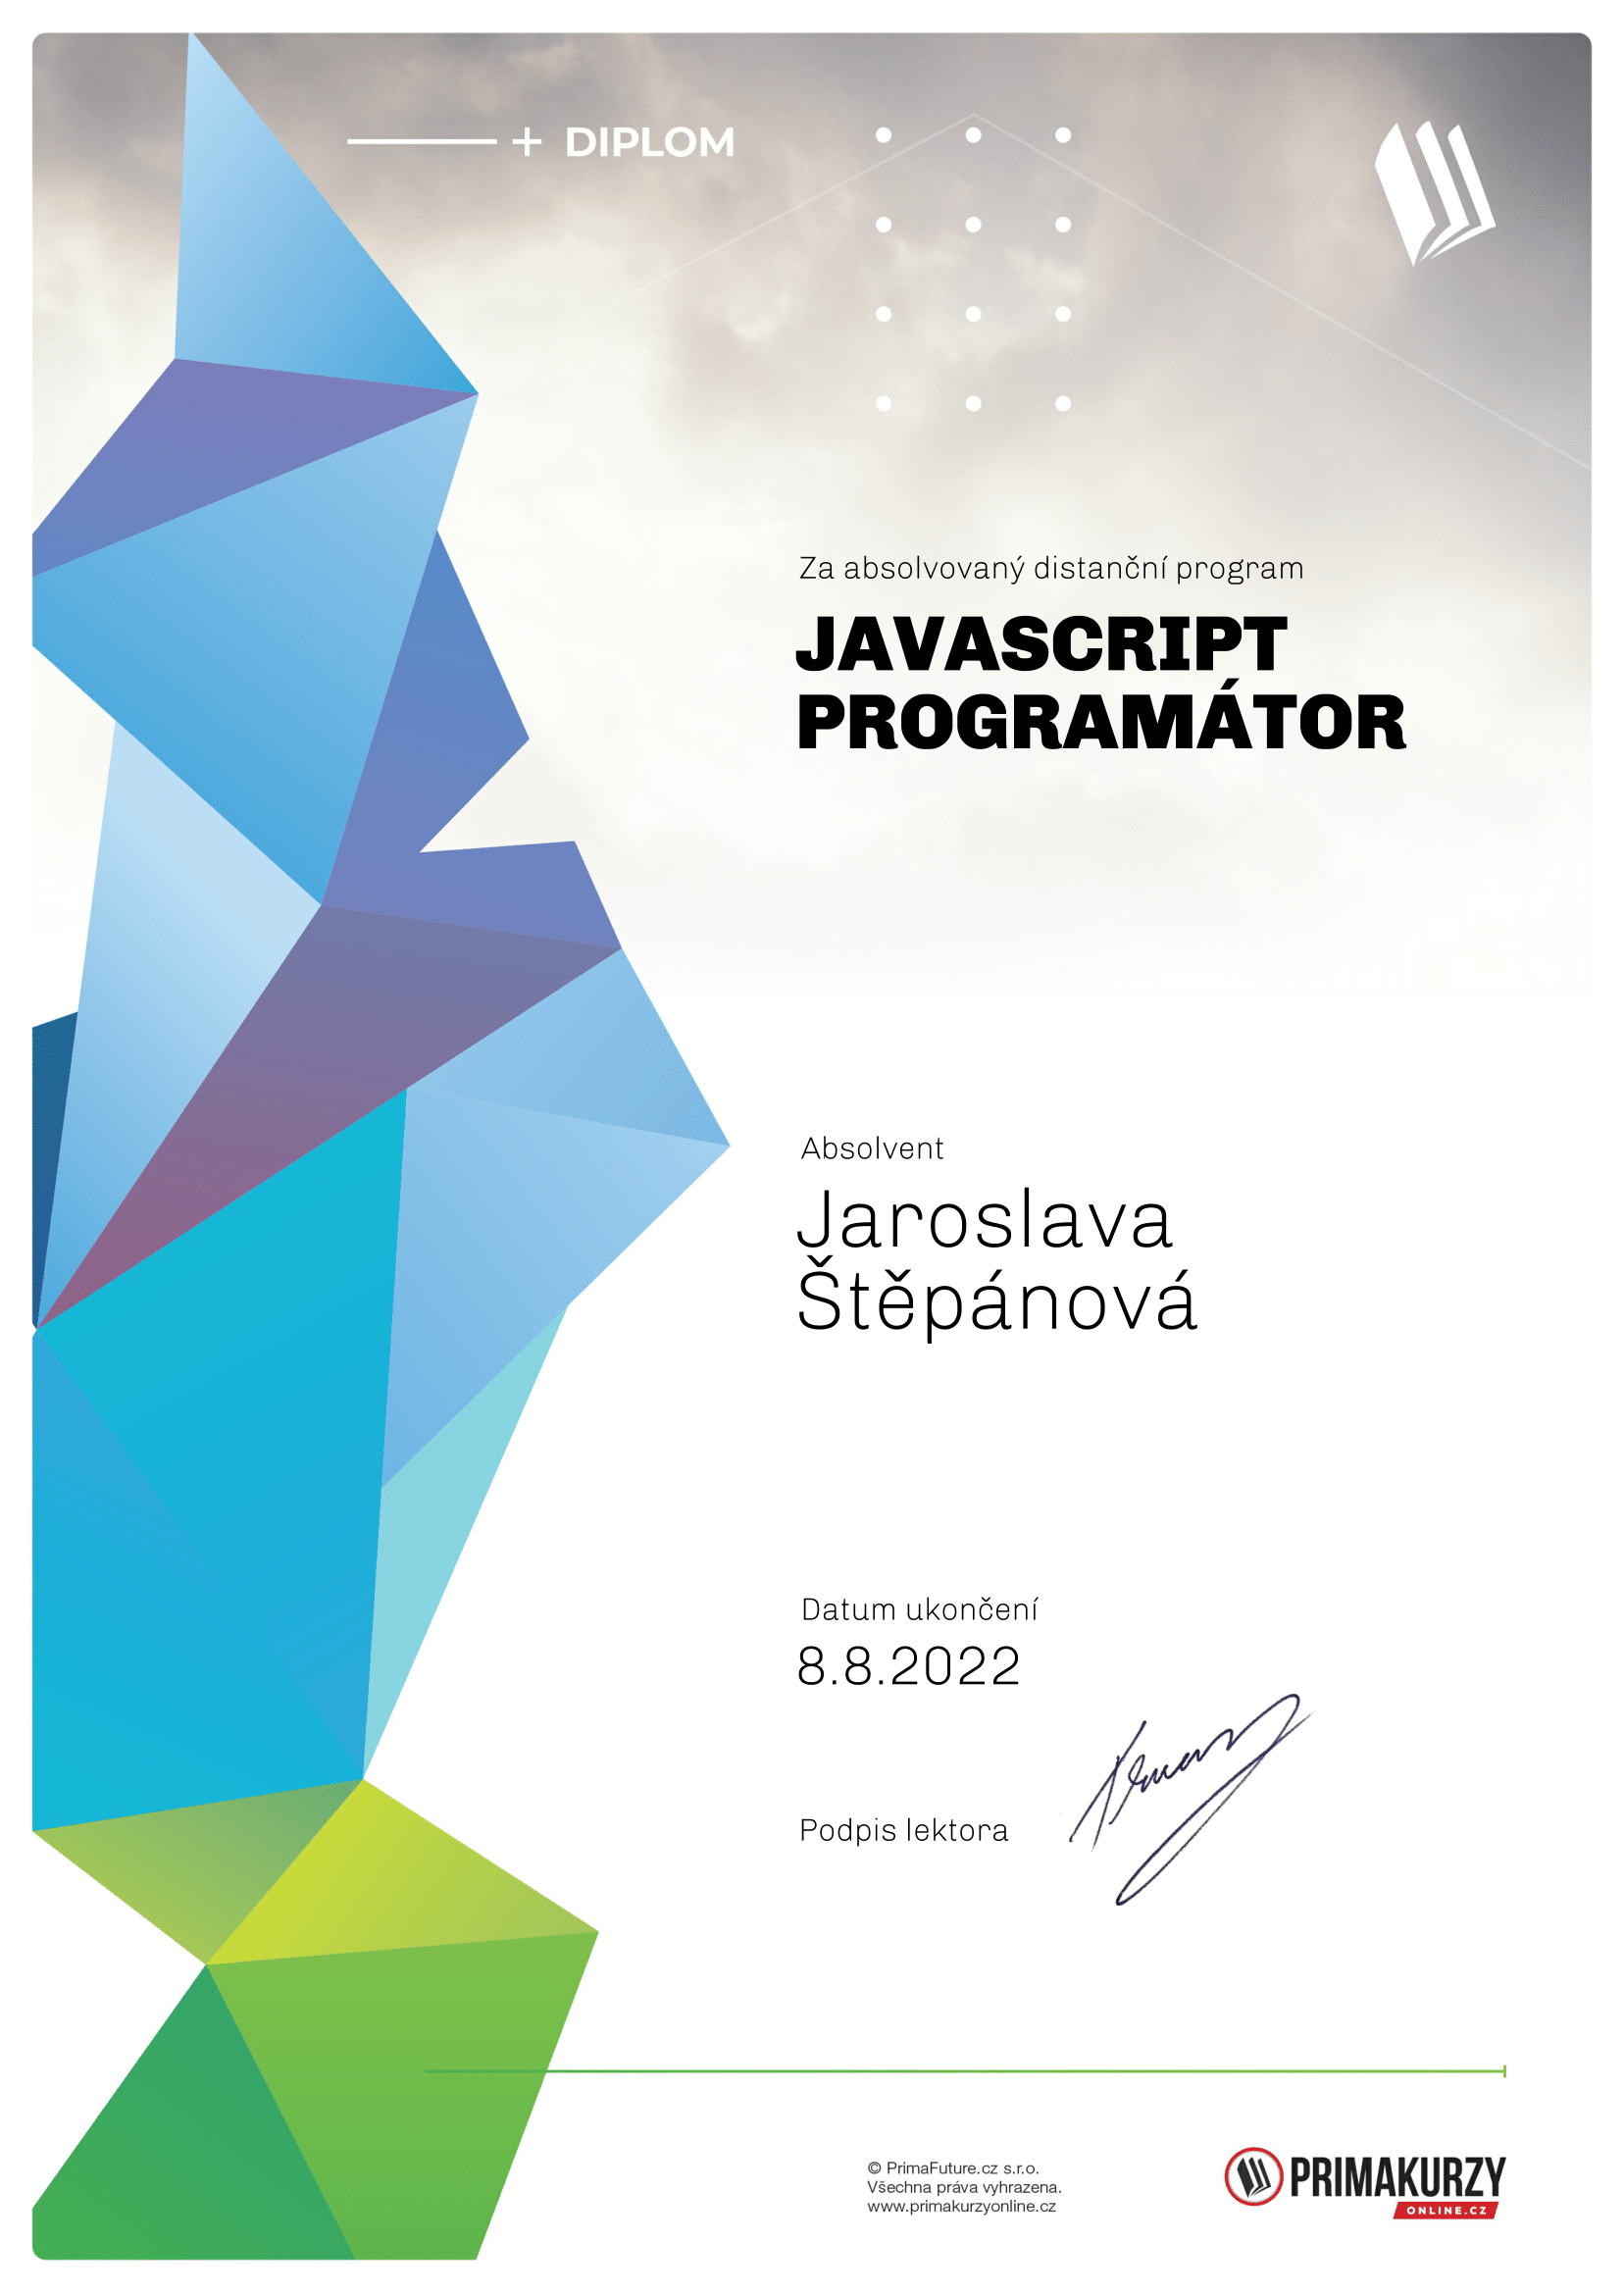 DIPLOM
Za absolvovaný distanční program
JAVASCRIPT
PROGRAMÁTOR
Absolvent
Jaroslava
Štěpánová
Datum ukončení
8.8.2022
Podpis lektora
© PrimaFuture.cz s.r.o.
Všechna práva vyhrazena.
www.primakurzyonline.cz
PRIMAKURZY
ONLINE.CZ